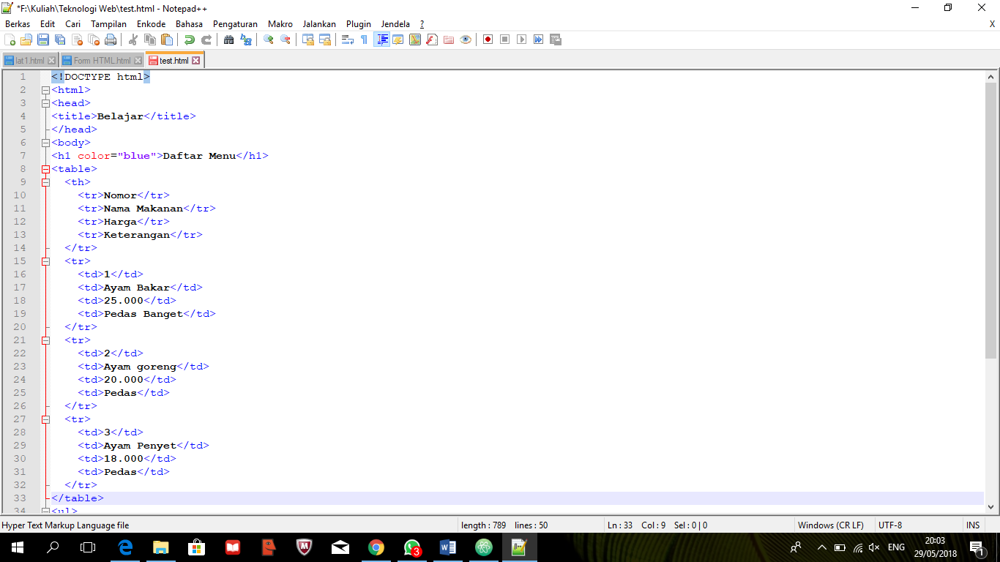 *F:\Kuliah\Teknologi Web\test.html - Notepad++
Berkas Edit Cari Tampilan Enkode Bahasa Pengaturan Makro Jalankan Plugin Jendela ? X
lat1.html Form HTML.html test.html
1 <!DOCTYPE html>
2 <html>
3 <head>
4 <title>Belajar</title>
5 </head>
6 <body>
7 <h1 color="blue">Daftar Menu</h1>
8 <table>
9 <th>
10 <tr>Nomor</tr>
11 <tr>Nama Makanan</tr>
12 <tr>Harga</tr>
13 <tr>Keterangan</tr>
14 </tr>
15 <tr>
16 <td>1</td>
17 <td>Ayam Bakar</td>
18 <td>25.000</td>
19 <td>Pedas Banget</td>
20 </tr>
21 <tr>
22 <td>2</td>
23 <td>Ayam goreng</td>
24 <td>20.000</td>
25 <td>Pedas</td>
26 </tr>
27 <tr>
28 <td>3</td>
29 <td>Ayam Penyet</td>
30 <td>18.000</td>
31 <td>Pedas</td>
32 </tr>
33 </table>
34 <ul>
Hyper Text Markup Language file length : 789 lines : 50 Ln : 33 Col : 9 Sel : 0 | 0 Windows (CR LF) UTF-8 INS
3 ENG 20:03 1
29/05/2018